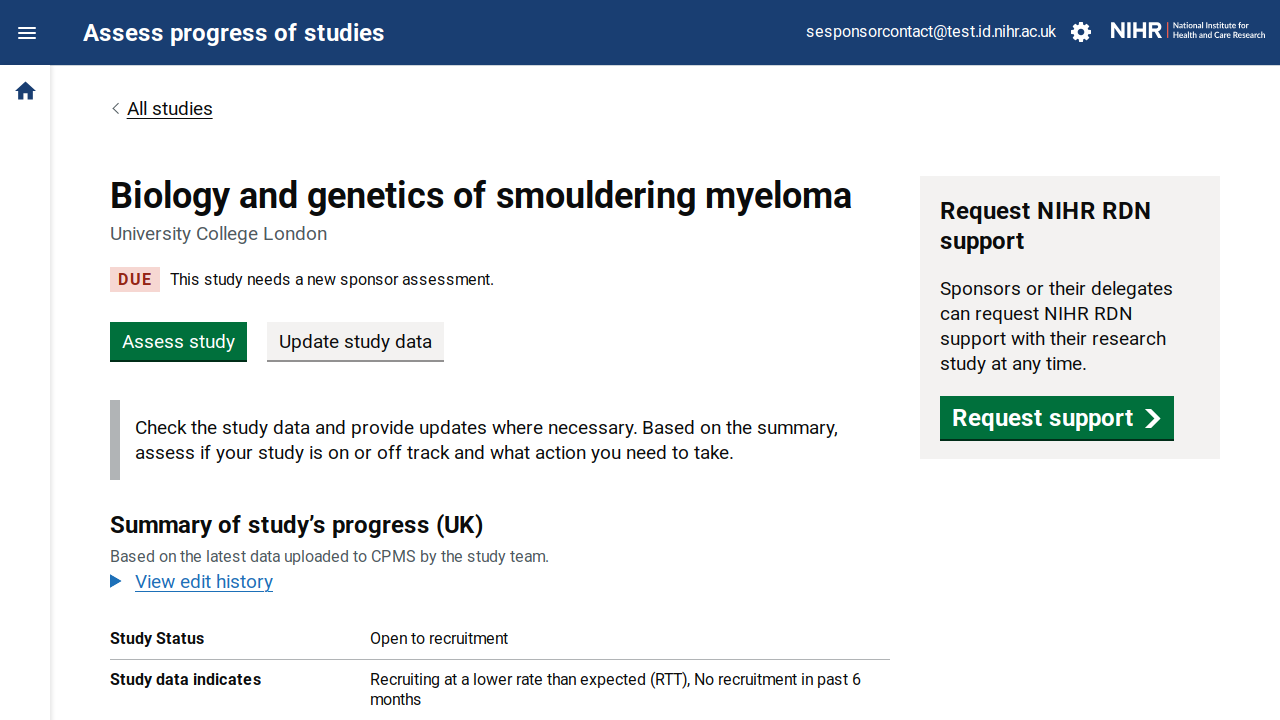 Assess progress of studies
sesponsorcontact@test.id.nihr.ac.uk
NIHR
National Institute for
Health and Care Research
All studies
Biology and genetics of smouldering myeloma
University College London
DUE
This study needs a new sponsor assessment.
Assess study
Update study data
Check the study data and provide updates where necessary. Based on the summary,
assess if your study is on or off track and what action you need to take.
Summary of study’s progress (UK)
Based on the latest data uploaded to CPMS by the study team.
View edit history
Study Status
Open to recruitment
Study data indicates
Recruiting at a lower rate than expected (RTT), No recruitment in past 6
months
Request NIHR RDN
support
Sponsors or their delegates
can request NIHR RDN
support with their research
study at any time.
Request support